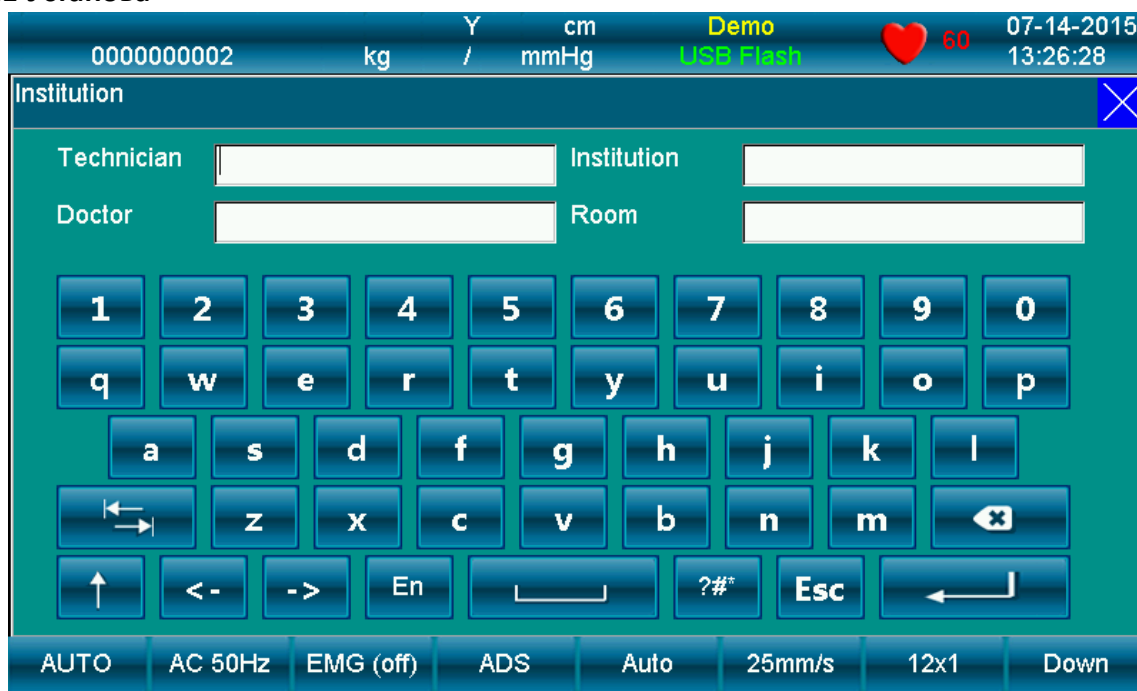 Y cm Demo 07-14-2015
0000000002 kg / mmHg USB Flash 60 13:26:28
Institution
Technician Institution
Doctor Room
1 2 3 4 5 6 7 8 9 0
q w e r t y u i o p
a s d f g h j k l
z x c v b n m
<- -> En ?#* Esc
AUTO AC 50Hz EMG (off) ADS Auto 25mm/s 12x1 Down